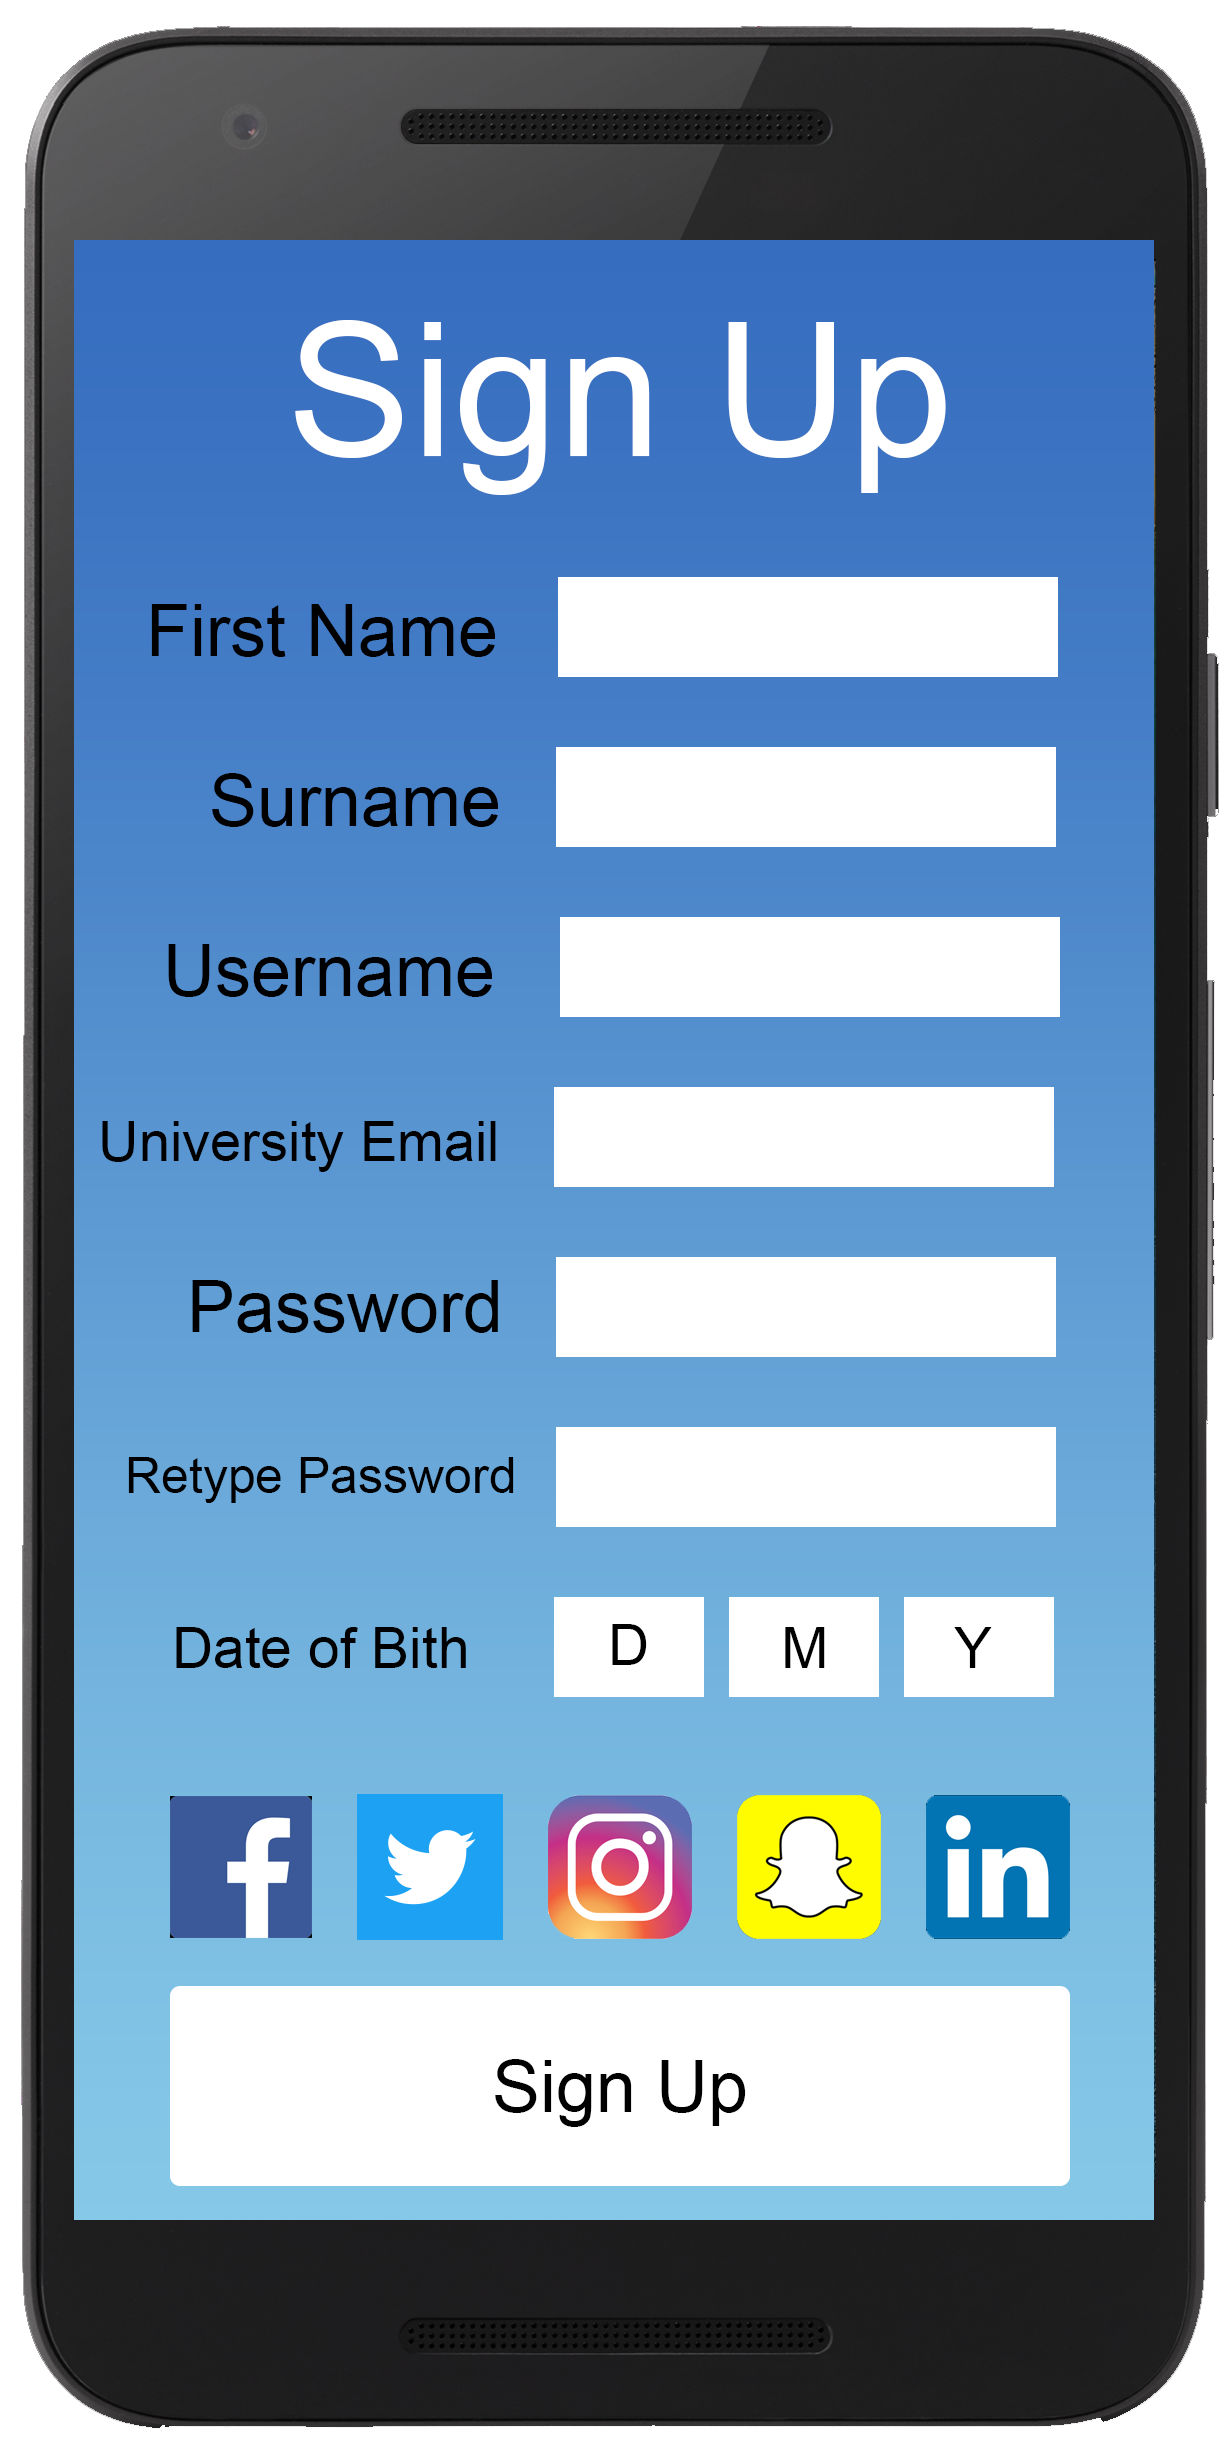 Sign Up
First Name
Surname
Username
University Email
Password
Retype Password
Date of Bith D M Y
f in
Sign Up